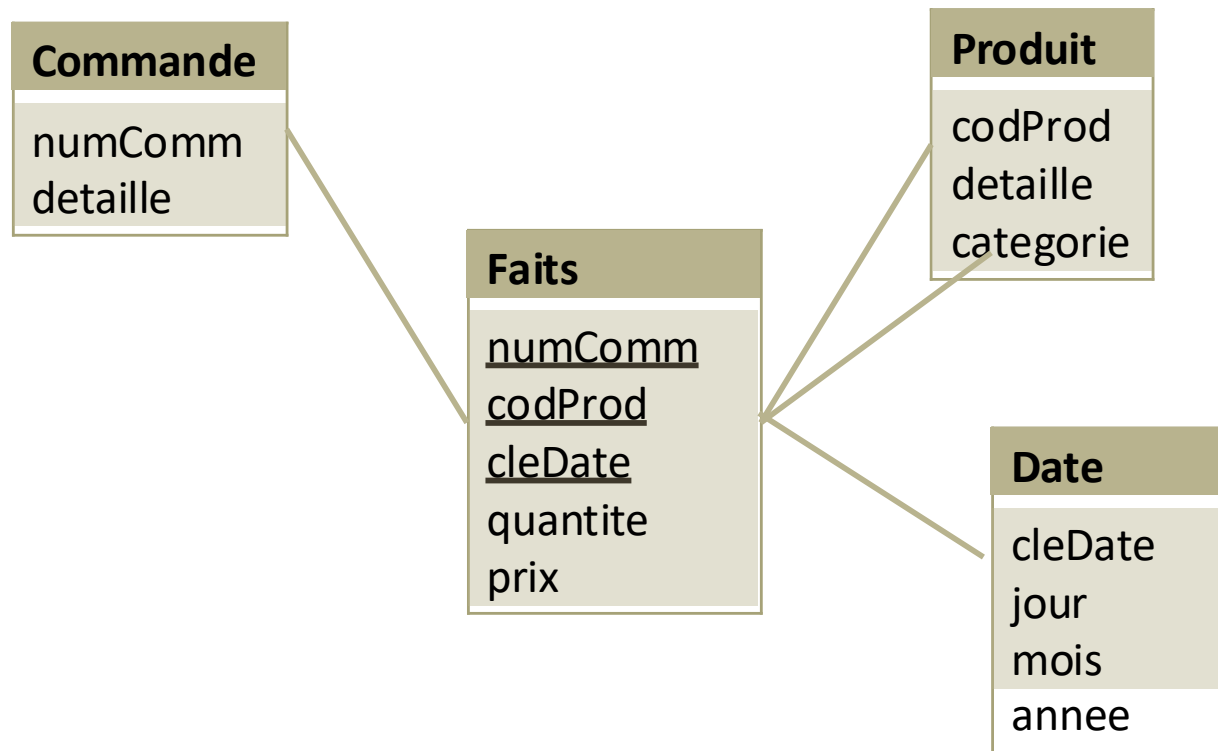 Commande
numComm
detaille
Produit
codProd
detaille
categorie
Faits
numComm
codProd
cleDate
quantite
prix
Date
cleDate
jour
mois
annee